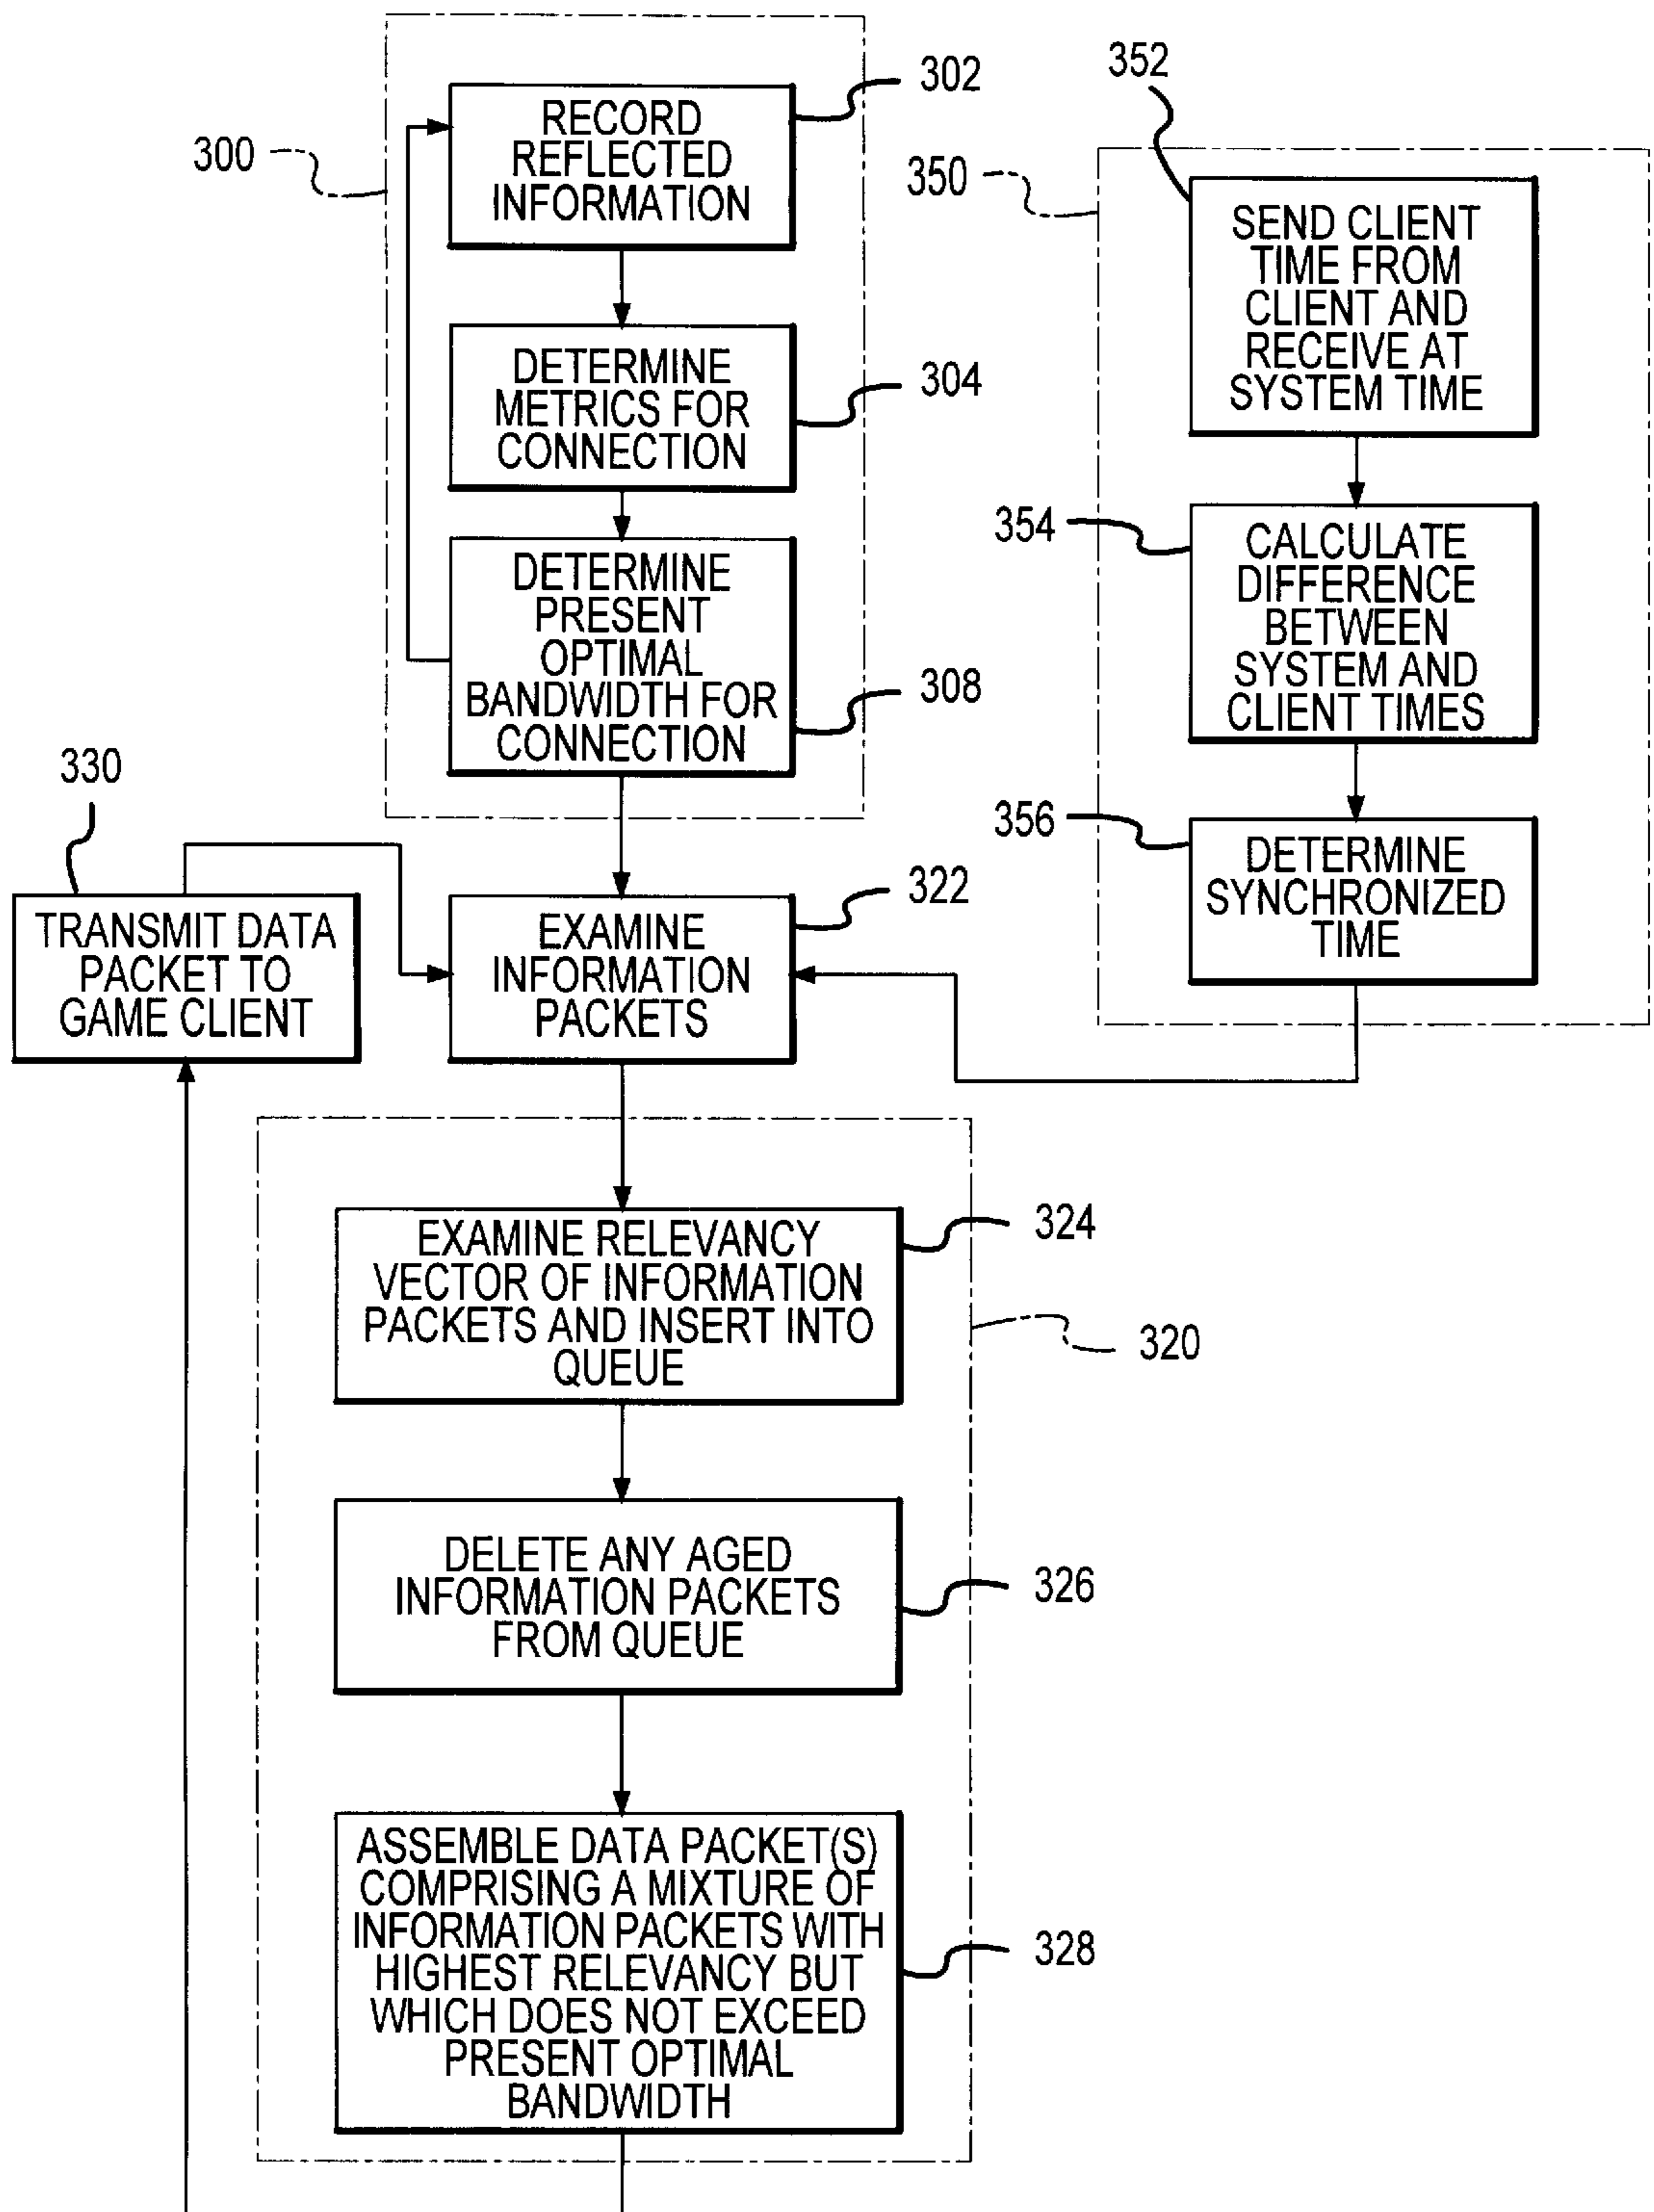 300
RECORD
REFLECTED
INFORMATION
302
DETERMINE
METRICS FOR
CONNECTION
304
DETERMINE
PRESENT
OPTIMAL
BANDWIDTH FOR
CONNECTION
308
350
352
SEND CLIENT
TIME FROM
CLIENT AND
RECEIVE AT
SYSTEM TIME
354
CALCULATE
DIFFERENCE
BETWEEN
SYSTEM AND
CLIENT TIMES
356
DETERMINE
SYNCHRONIZED
TIME
330
TRANSMIT DATA
PACKET TO
GAME CLIENT
322
EXAMINE
INFORMATION
PACKETS
324
EXAMINE RELEVANCY
VECTOR OF INFORMATION
PACKETS AND INSERT INTO
QUEUE
320
DELETE ANY AGED
INFORMATION PACKETS
FROM QUEUE
326
ASSEMBLE DATA PACKET(S)
COMPRISING A MIXTURE OF
INFORMATION PACKETS WITH
HIGHEST RELEVANCY BUT
WHICH DOES NOT EXCEED
PRESENT OPTIMAL
BANDWIDTH
328